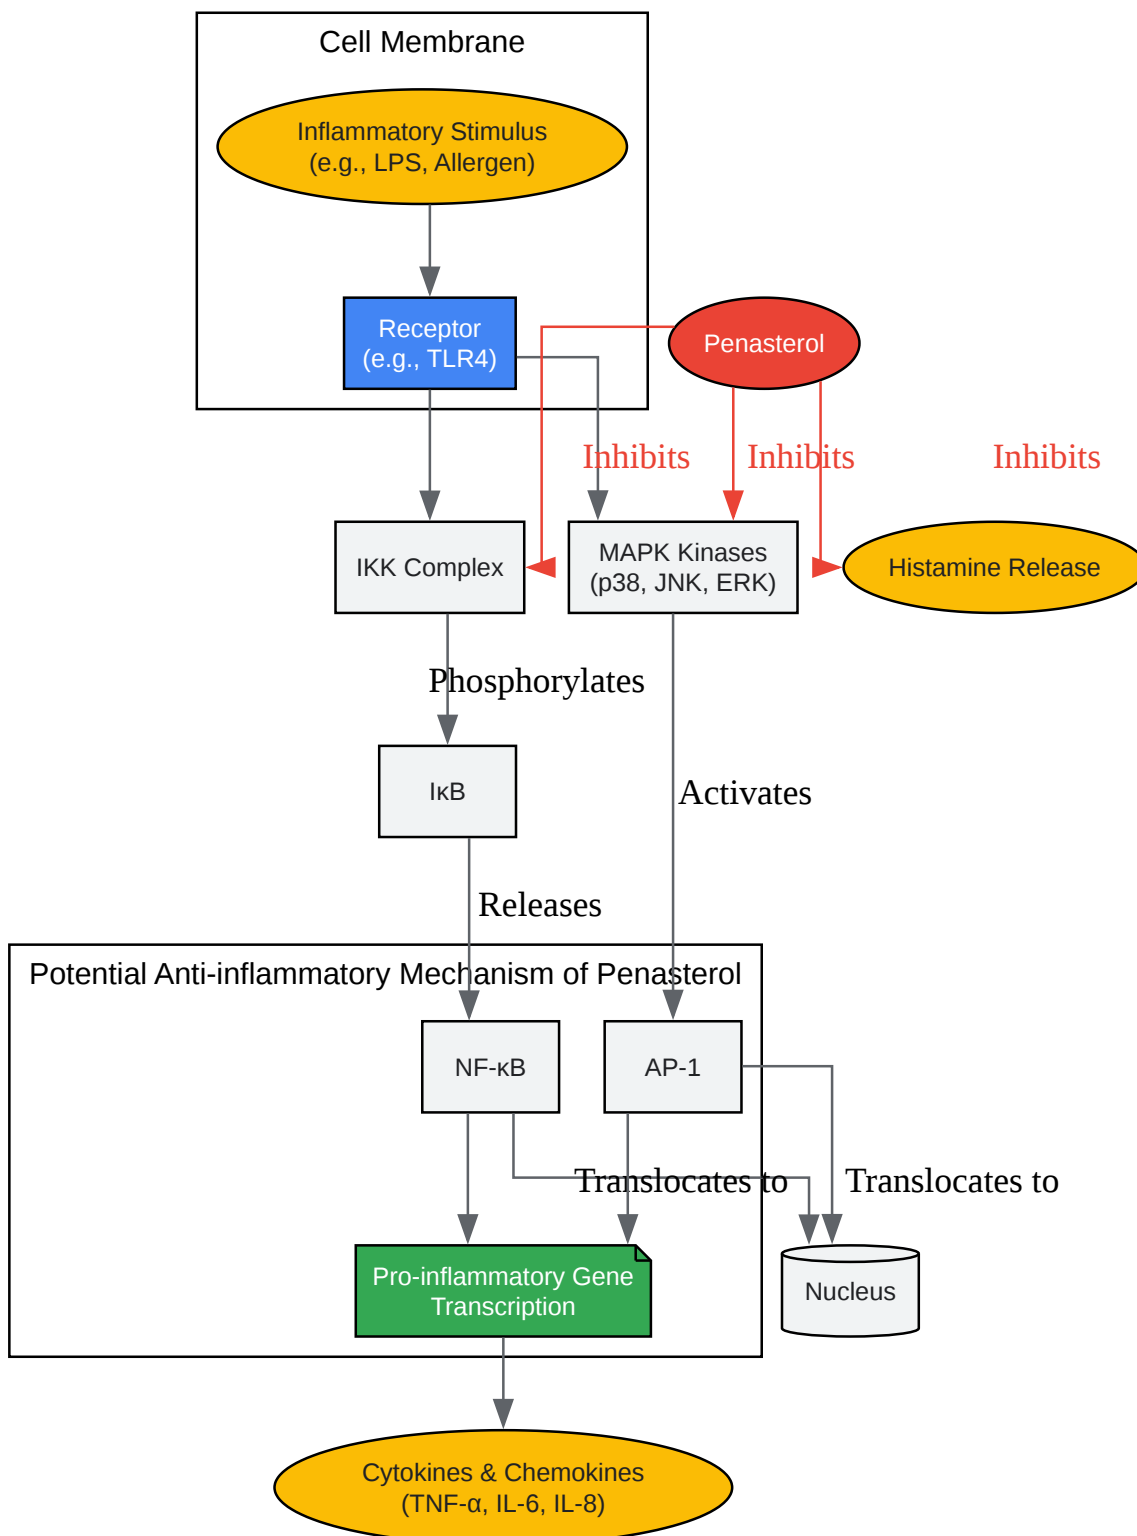 Cell Membrane
Inflammatory Stimulus
(e.g., LPS, Allergen)
Receptor
(e.g., TLR4)
Penasterol
Inhibits
Inhibits
Inhibits
IKK Complex
MAPK Kinases
(p38, JNK, ERK)
Histamine Release
Phosphorylates
IκB
Activates
Releases
Potential Anti-inflammatory Mechanism of Penasterol
NF-κB
AP-1
Translocates to
Translocates to
Pro-inflammatory Gene
Transcription
Nucleus
Cytokines & Chemokines
(TNF-α, IL-6, IL-8)